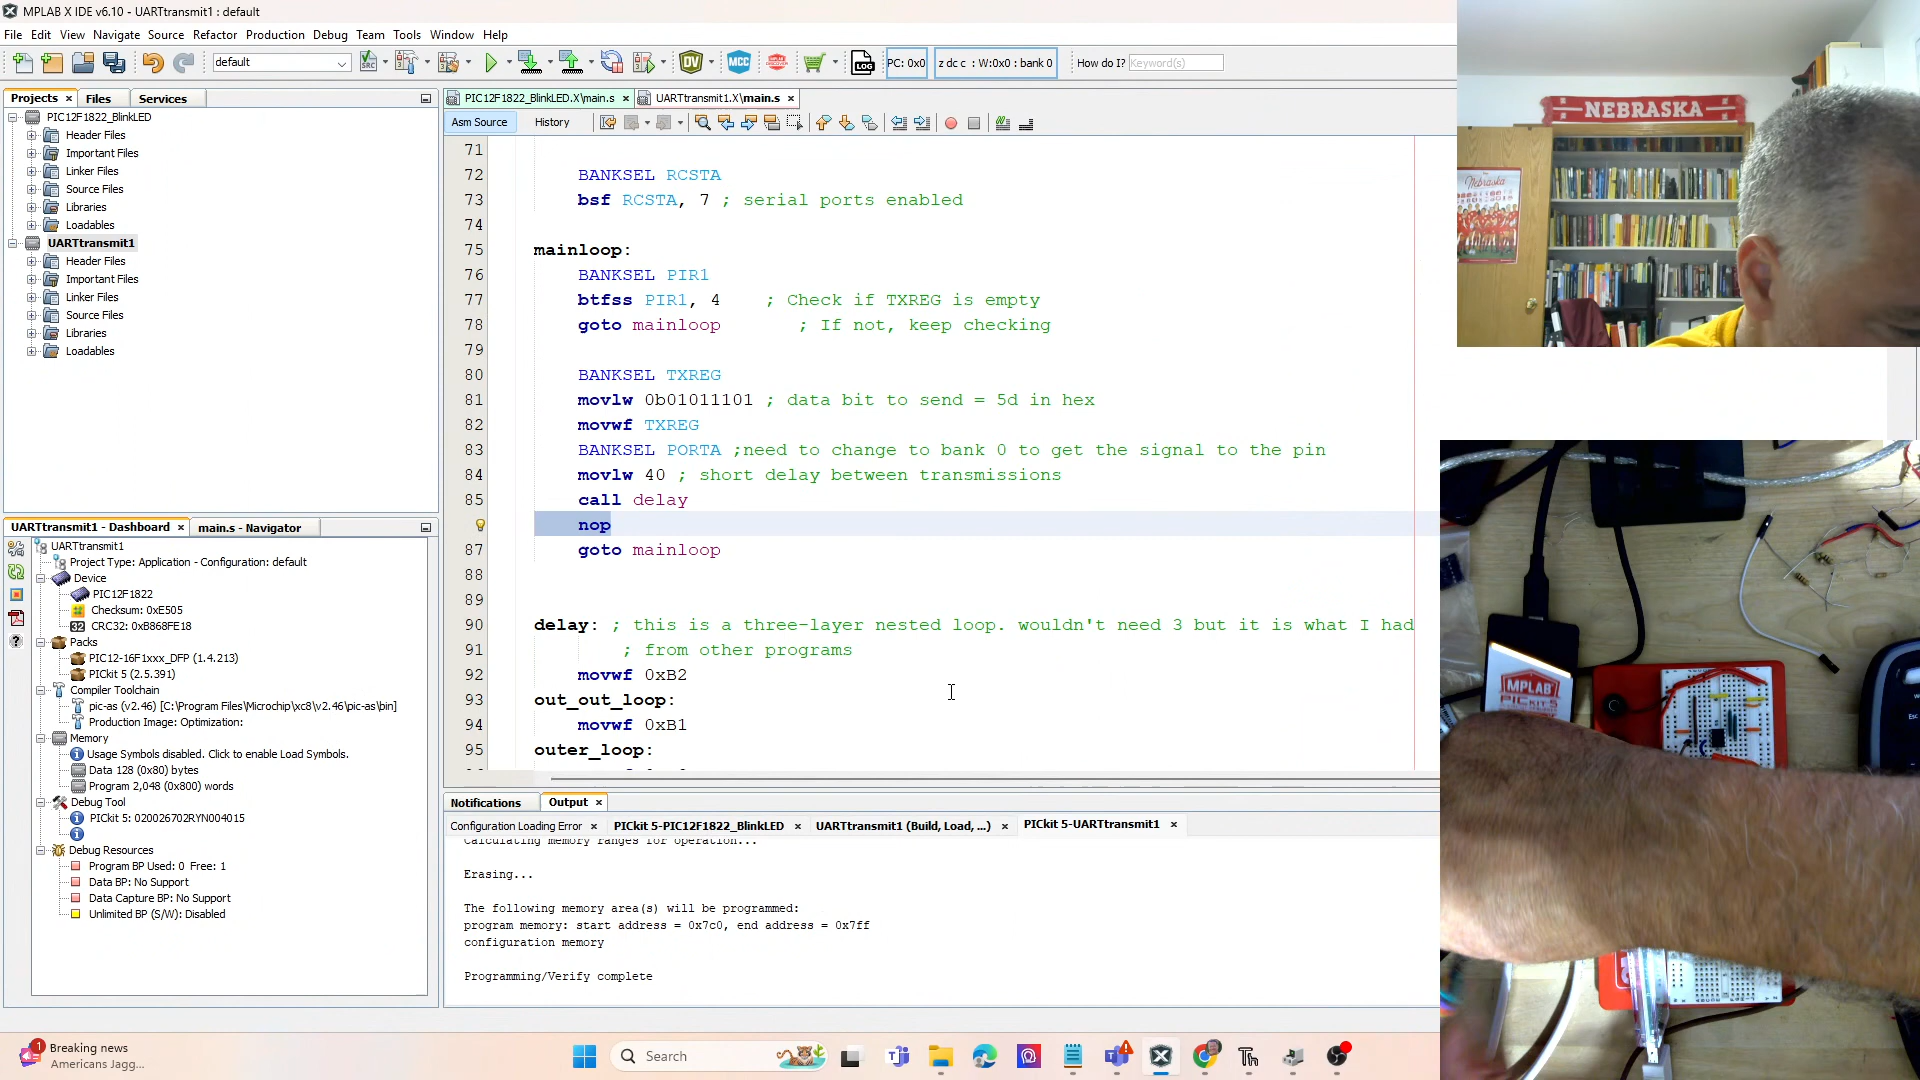 MPLAB X IDE v6.10 - UARTtransmit1 : default
File Edit View Navigate Source Refactor Production Debug Team Tools Window Help
default
PC: 0x0
z dc c : W:0x0 : bank 0
How do I? Keyword(s)
Projects Files Services
PIC12F1822_BlinkLED
Header Files
Important Files
Linker Files
Source Files
Libraries
Loadables
UARTtransmit1
Header Files
Important Files
Linker Files
Source Files
Libraries
Loadables
UARTtransmit1 - Dashboard main.s - Navigator
UARTtransmit1
Project Type: Application - Configuration: default
Device
PIC12F1822
Checksum: 0xE505
CRC32: 0xB868FE18
Packs
PIC12-16F1xxx_DFP (1.4.213)
PICkit 5 (2.5.391)
Compiler Toolchain
pic-as (v2.46) [C:\Program Files\Microchip\xc8\v2.46\pic-as\bin]
Production Image: Optimization:
Memory
Usage Symbols disabled. Click to enable Load Symbols.
Data 128 (0x80) bytes
Program 2,048 (0x800) words
Debug Tool
PICkit 5: 020026702RYN004015
Debug Resources
Program BP Used: 0 Free: 1
Data BP: No Support
Data Capture BP: No Support
Unlimited BP (S/W): Disabled
PIC12F1822_BlinkLED.X\main.s UARTtransmit1.X\main.s
Asm Source History
71
72 BANKSEL RCSTA
73 bsf RCSTA, 7 ; serial ports enabled
74
75 mainloop:
76 BANKSEL PIR1
77 btfss PIR1, 4 ; Check if TXREG is empty
78 goto mainloop ; If not, keep checking
79
80 BANKSEL TXREG
81 movlw 0b01011101 ; data bit to send = 5d in hex
82 movwf TXREG
83 BANKSEL PORTA ;need to change to bank 0 to get the signal to the pin
84 movlw 40 ; short delay between transmissions
85 call delay
nop
87 goto mainloop
88
89
90 delay: ; this is a three-layer nested loop. wouldn't need 3 but it is what I had
91 ; from other programs
92 movwf 0xB2
93 out_out_loop:
94 movwf 0xB1
95 outer_loop:
Notifications Output
Configuration Loading Error PICkit 5-PIC12F1822_BlinkLED UARTtransmit1 (Build, Load, ...) PICkit 5-UARTtransmit1
Calculating memory ranges for operation...
Erasing...
The following memory area(s) will be programmed:
program memory: start address = 0x7c0, end address = 0x7ff
configuration memory
Programming/Verify complete
NEBRASKA
Nebraska
MPLAB
PICkit 5
Esc
1
Breaking news
Americans Jagg...
Search